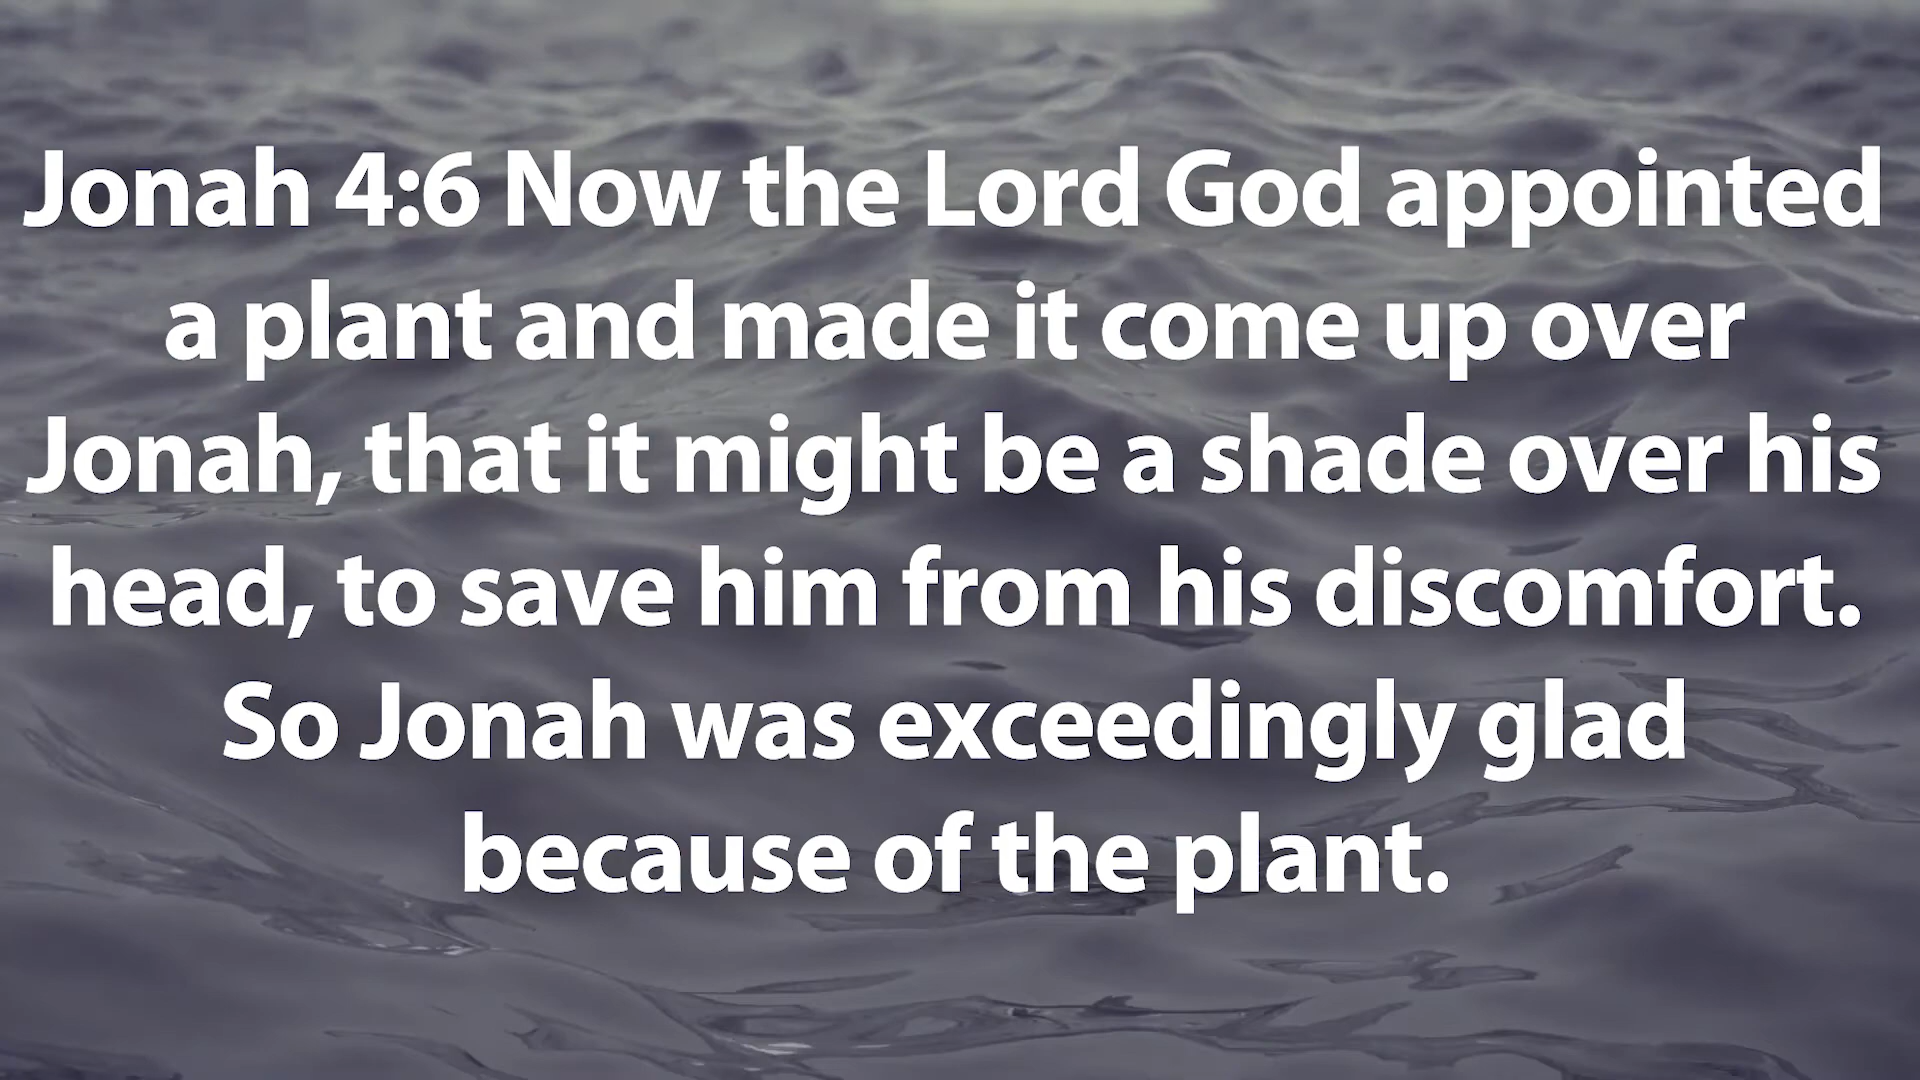 Jonah 4:6 Now the Lord God appointed
a plant and made it come up over
Jonah, that it might be a shade over his
head, to save him from his discomfort.
So Jonah was exceedingly glad
because of the plant.